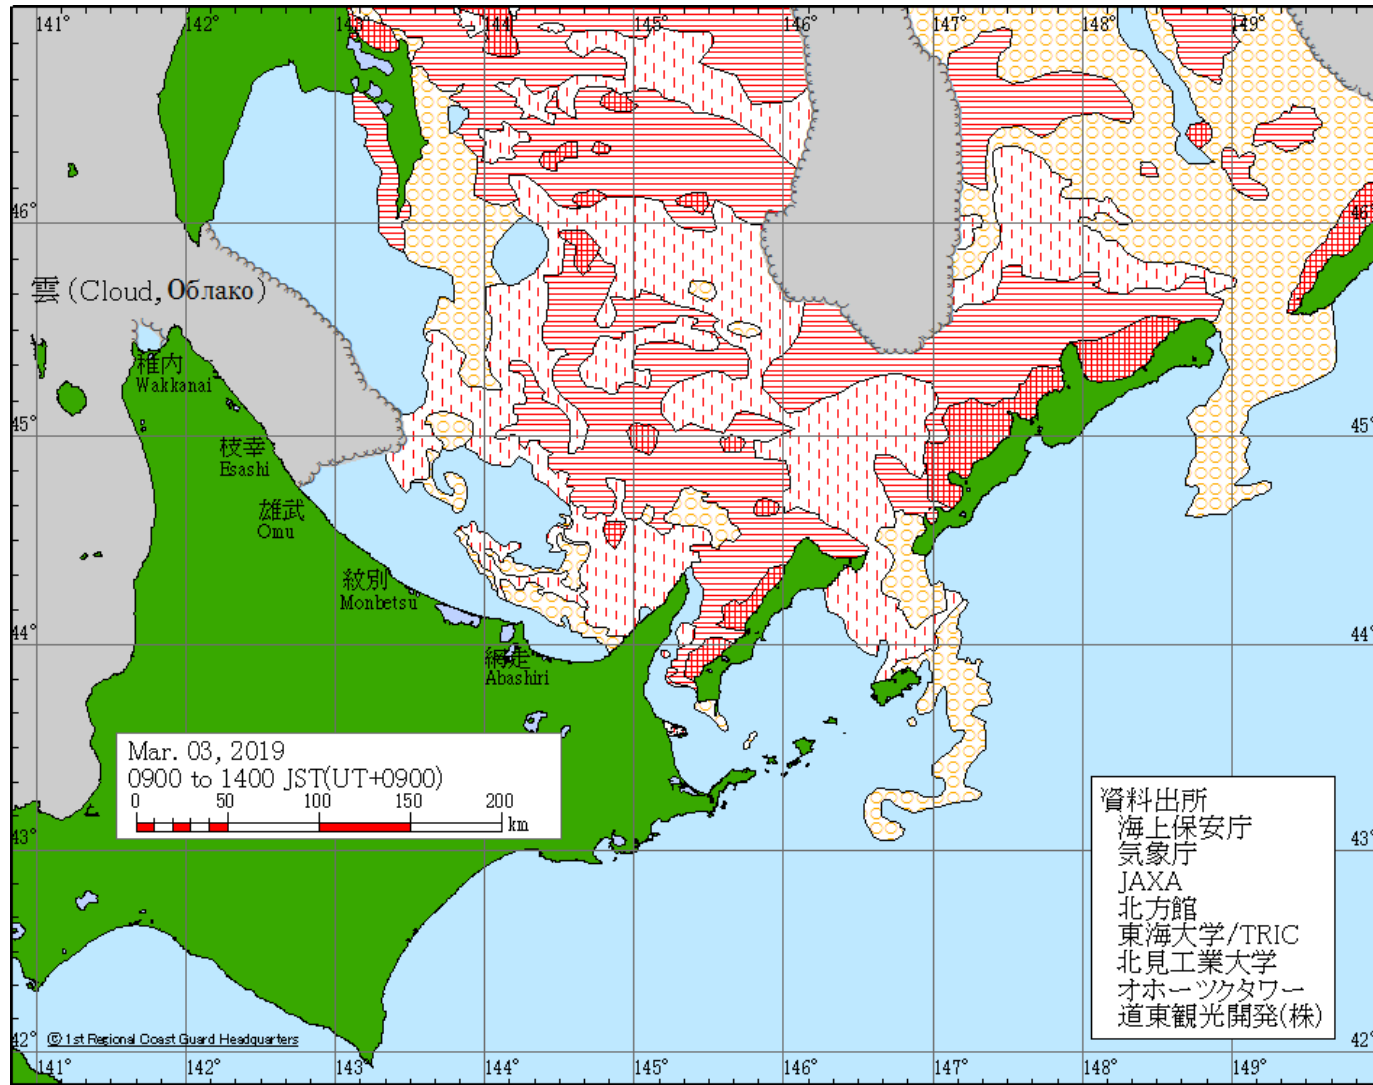 141° 142° 143° 144° 145° 146° 147° 148° 149°
46° 46°
雲 (Cloud, Облако)
稚内
Wakkanai
45° 45°
枝幸
Esashi
雄武
Omu
紋別
Monbetsu
44° 44°
網走
Abashiri
Mar. 03, 2019
0900 to 1400 JST(UT+0900)
0 50 100 150 200
km
資料出所
海上保安庁
気象庁
JAXA
北方館
東海大学/TRIC
北見工業大学
オホーツクタワー
道東観光開発(株)
43° 43°
42° 42°
© 1st Regional Coast Guard Headquarters
141° 142° 143° 144° 145° 146° 147° 148° 149°